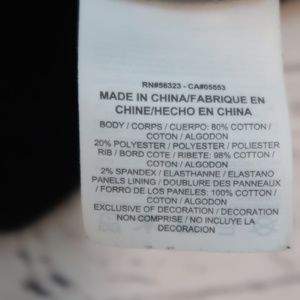 RN#56323 - CA#05553
MADE IN CHINA/FABRIQUE EN
CHINE/HECHO EN CHINA
BODY / CORPS / CUERPO: 80% COTTON /
COTON / ALGODON
20% POLYESTER / POLYESTER / POLIESTER
RIB / BORD COTE / RIBETE: 98% COTTON /
COTON / ALGODON
2% SPANDEX / ELASTHANNE / ELASTANO
PANELS LINING / DOUBLURE DES PANNEAUX
/ FORRO DE LOS PANELES: 100% COTTON /
COTON / ALGODON
EXCLUSIVE OF DECORATION / DECORATION
NON COMPRISE / NO INCLUYE LA
DECORACION